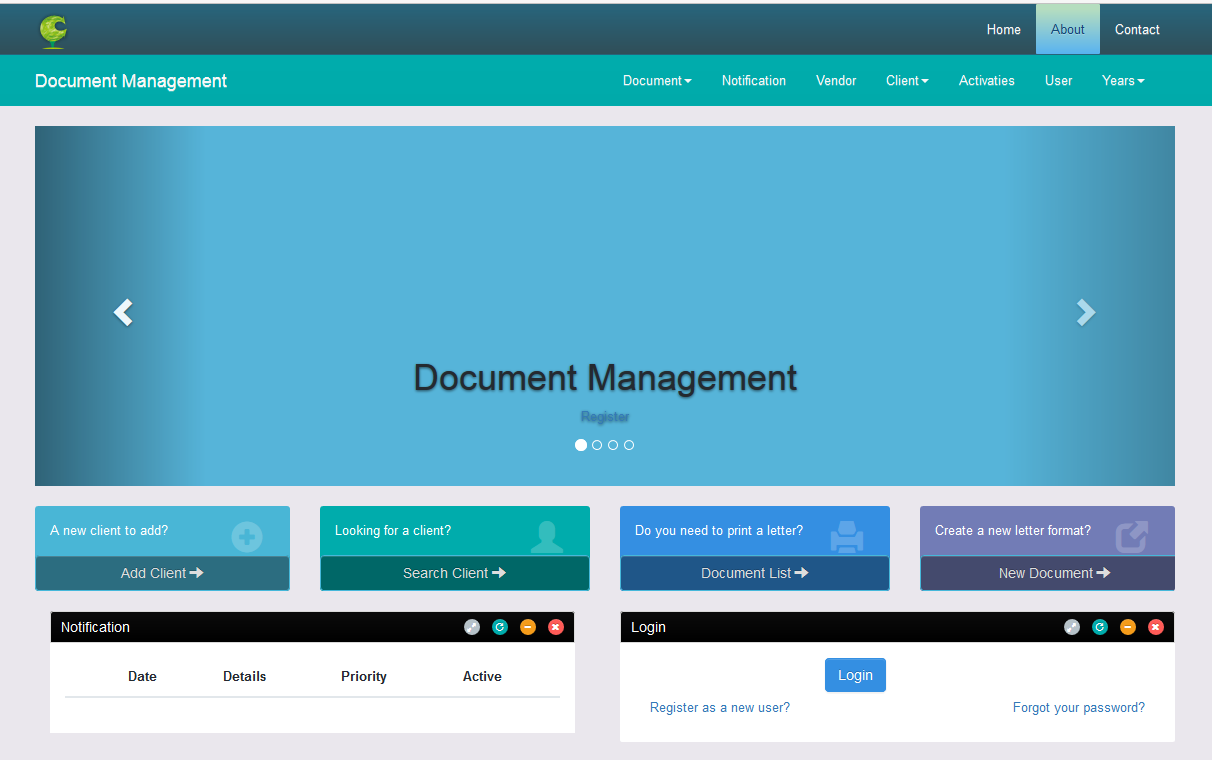 Home About Contact
Document Management Document Notification Vendor Client Activaties User Years
Document Management
Register
A new client to add?
Add Client
Looking for a client?
Search Client
Do you need to print a letter?
Document List
Create a new letter format?
New Document
Notification
Date Details Priority Active
Login
Login
Register as a new user? Forgot your password?